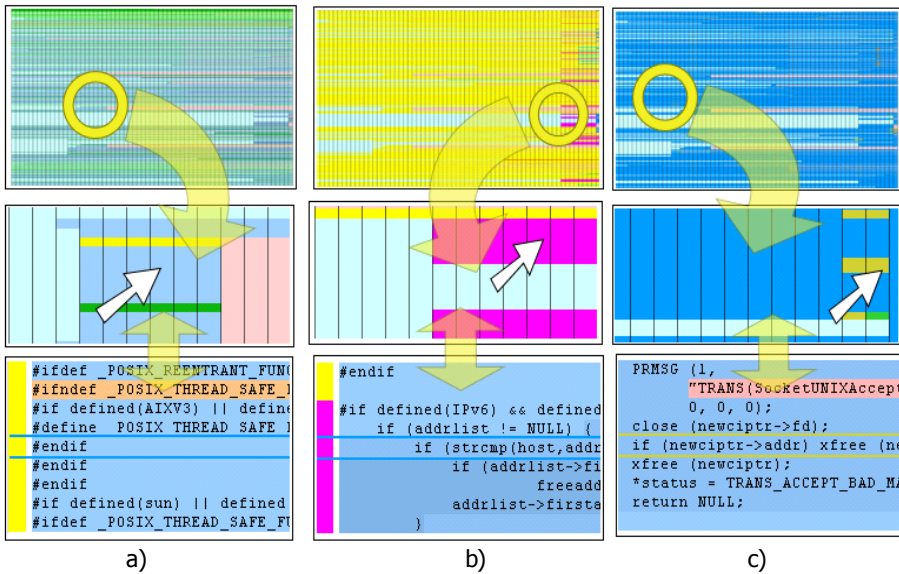 #ifdef _POSIX_REENTRANT_FUNC
#ifndef _POSIX_THREAD_SAFE_
#if defined(AIXV3) || define
#define _POSIX_THREAD_SAFE_
#endif
#endif
#endif
#if defined(sun) || defined
#ifdef _POSIX_THREAD_SAFE_FU
a)
#endif
#if defined(IPv6) && defined
if (addrlist != NULL) {
if (strcmp(host,addr
if (addrlist->fi
freeadd
addrlist->firsta
}
b)
PRMSG (1,
"TRANS(SocketUNIXAccept
0, 0, 0);
close (newciptr->fd);
if (newciptr->addr) xfree (ne
xfree (newciptr);
*status = TRANS_ACCEPT_BAD_MA
return NULL;
c)